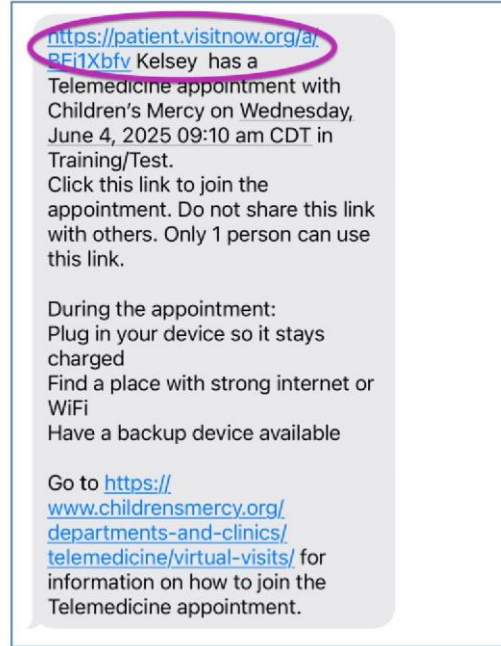 https://patient.visitnow.org/a/
Kelsey has a
Telemedicine appointment with
Children's Mercy on Wednesday,
June 4, 2025 09:10 am CDT in
Training/Test.
Click this link to join the
appointment. Do not share this link
with others. Only 1 person can use
this link.
During the appointment:
Plug in your device so it stays
charged
Find a place with strong internet or
WiFi
Have a backup device available
Go to https://
www.childrensmercy.org/
departments-and-clinics/
telemedicine/virtual-visits/ for
information on how to join the
Telemedicine appointment.